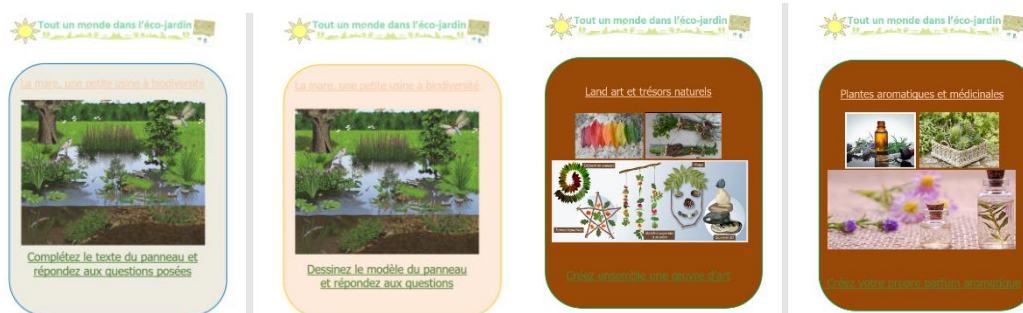 Tout un monde dans l'éco-jardin
La mare, une petite usine à biodiversité
Complétez le texte du panneau et
répondez aux questions posées
Tout un monde dans l'éco-jardin
La mare, une petite usine à biodiversité
Dessinez le modèle du panneau
et répondez aux questions
Tout un monde dans l'éco-jardin
Land art et trésors naturels
Créez ensemble une œuvre d'art
Tout un monde dans l'éco-jardin
Plantes aromatiques et médicinales
Créez votre propre parfum aromatique